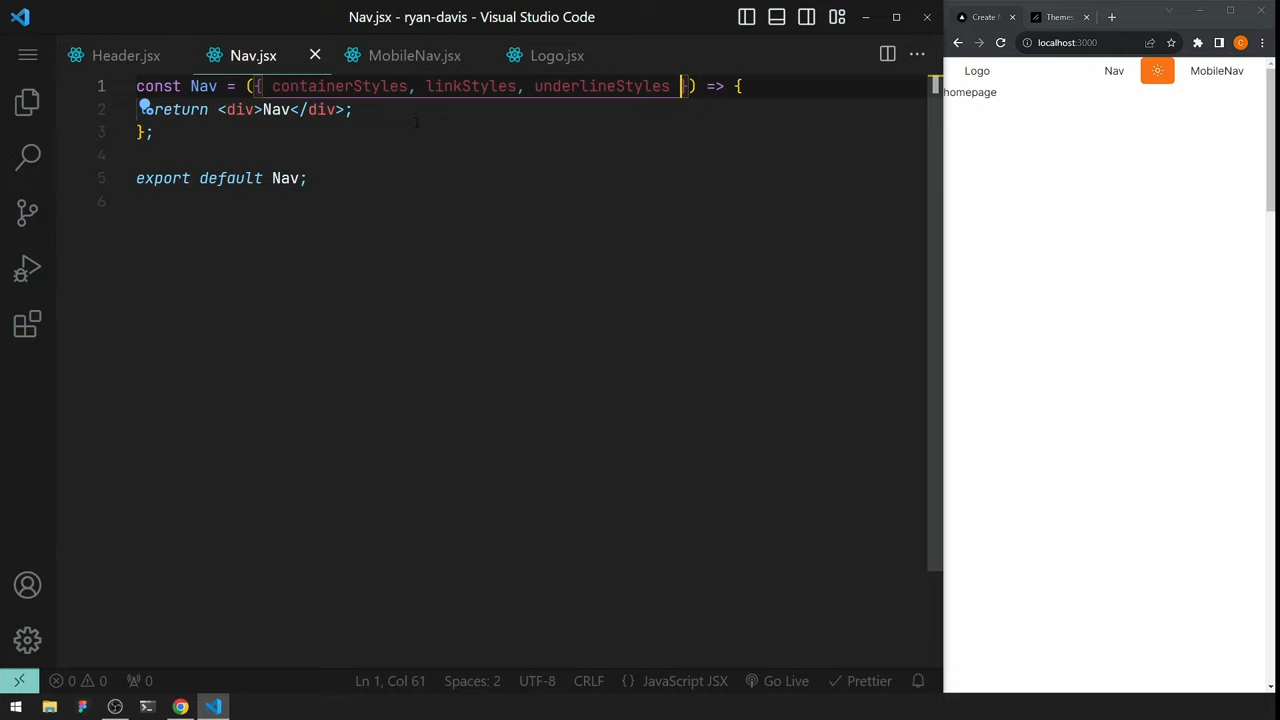 Nav.jsx - ryan-davis - Visual Studio Code
Header.jsx
Nav.jsx
MobileNav.jsx
Logo.jsx
1 const Nav = ({ containerStyles, linkStyles, underlineStyles }) => {
2 return <div>Nav</div>;
3 };
4
5 export default Nav;
6
0 0
0
Ln 1, Col 61
Spaces: 2
UTF-8
CRLF
{} JavaScript JSX
Go Live
Prettier
Create
Themes
localhost:3000
C
Logo
Nav
MobileNav
homepage